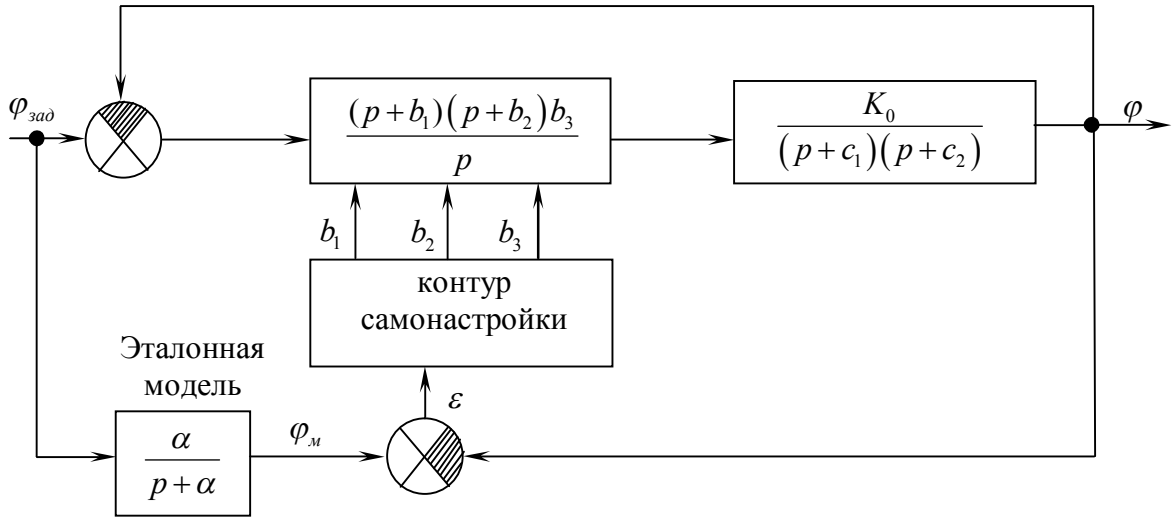 φзад
(p+b₁)(p+b₂)b₃
p
K₀
(p+c₁)(p+c₂)
φ
b₁ b₂ b₃
контур
самонастройки
Эталонная
модель
α
p+α
φм
ε